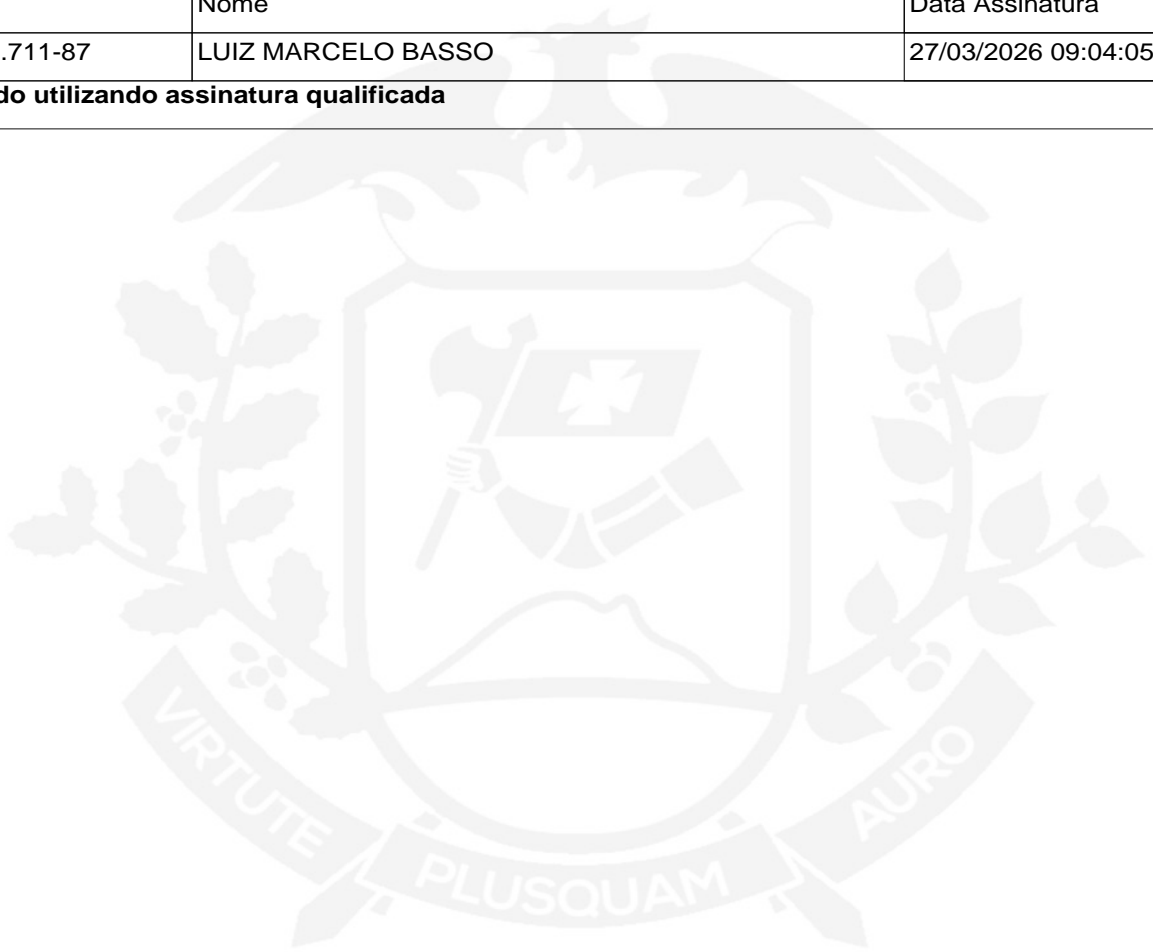 Nome Data Assinatura
.711-87 LUIZ MARCELO BASSO 27/03/2026 09:04:05
do utilizando assinatura qualificada
VIRTUTE PLUSQUAM AURO